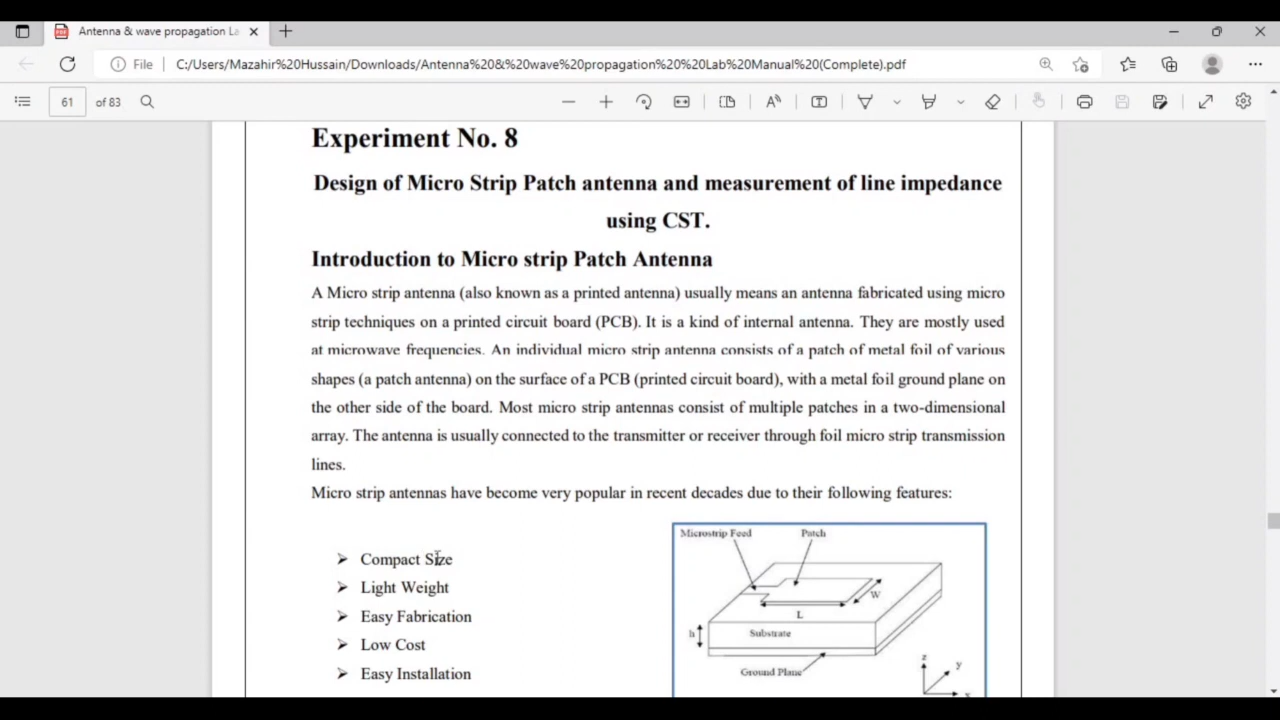 Antenna & wave propagation La
File
C:/Users/Mazahir%20Hussain/Downloads/Antenna%20&%20wave%20propagation%20%20Lab%20Manual%20(Complete).pdf
61 of 83
Experiment No. 8
Design of Micro Strip Patch antenna and measurement of line impedance
using CST.
Introduction to Micro strip Patch Antenna
A Micro strip antenna (also known as a printed antenna) usually means an antenna fabricated using micro
strip techniques on a printed circuit board (PCB). It is a kind of internal antenna. They are mostly used
at microwave frequencies. An individual micro strip antenna consists of a patch of metal foil of various
shapes (a patch antenna) on the surface of a PCB (printed circuit board), with a metal foil ground plane on
the other side of the board. Most micro strip antennas consist of multiple patches in a two-dimensional
array. The antenna is usually connected to the transmitter or receiver through foil micro strip transmission
lines.
Micro strip antennas have become very popular in recent decades due to their following features:
➢ Compact Size
➢ Light Weight
➢ Easy Fabrication
➢ Low Cost
➢ Easy Installation
Microstrip Feed
Patch
W
L
h
Substrate
Ground Plane
z
y
x